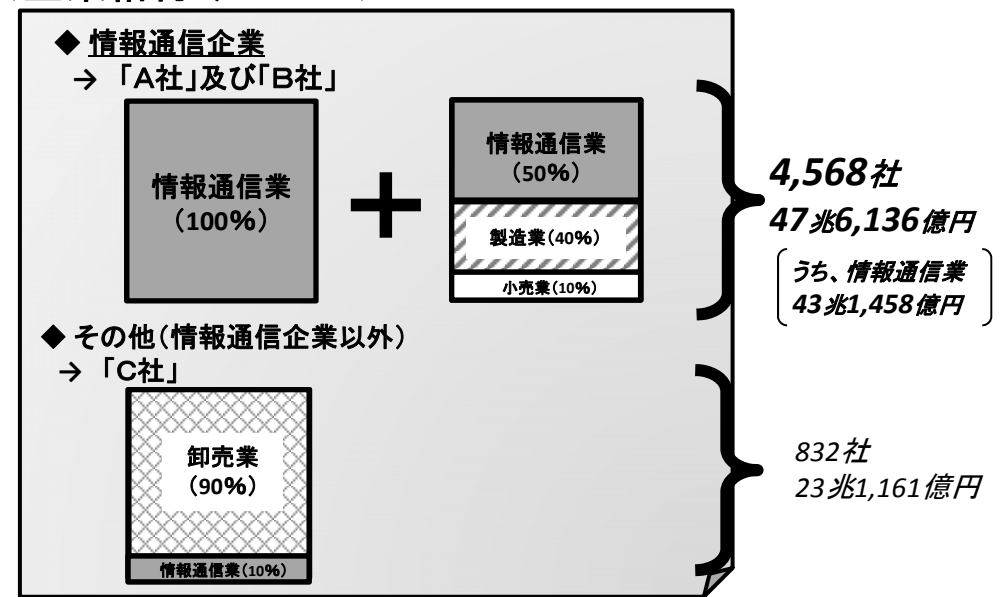 ◆ 情報通信企業
→ 「A社」及び「B社」
情報通信業
(100%)
+
情報通信業
(50%)
製造業(40%)
小売業(10%)
4,568社
47兆6,136億円
うち、情報通信業
43兆1,458億円
◆ その他(情報通信企業以外)
→ 「C社」
卸売業
(90%)
情報通信業(10%)
832社
23兆1,161億円